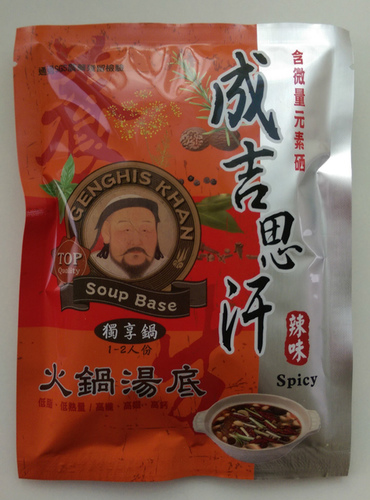 養
含微量元素硒
成吉思汗
GENGHIS KHAN
TOP
Quality
Soup Base
獨享鍋
1-2人份
辣味
Spicy
火鍋湯底